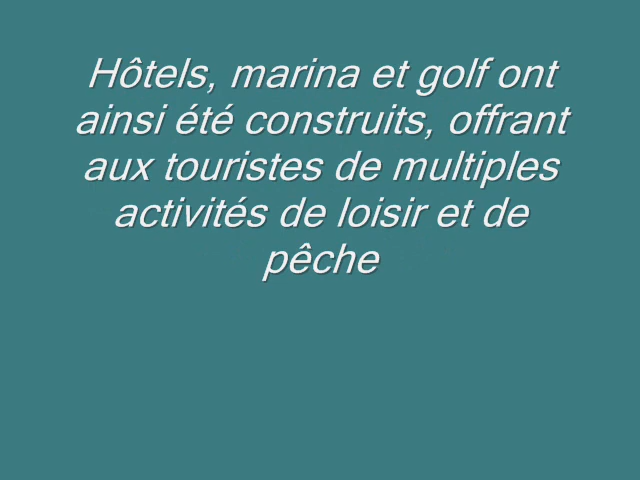 Hôtels, marina et golf ont
ainsi été construits, offrant
aux touristes de multiples
activités de loisir et de
pêche